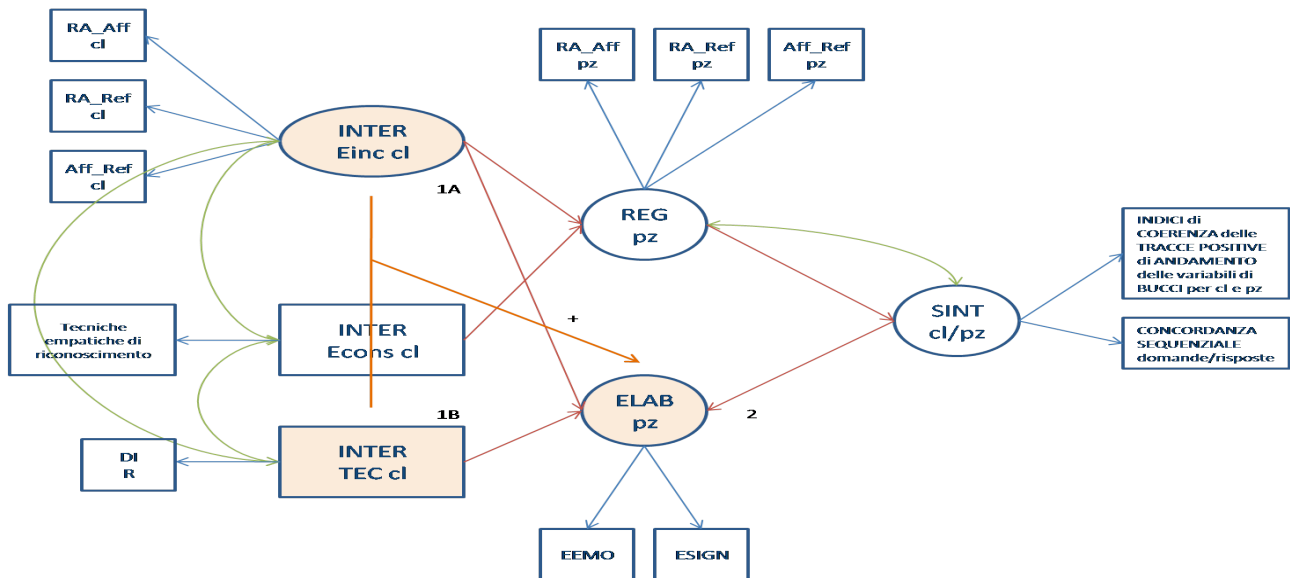 RA_Aff
cl
RA_Ref
cl
Aff_Ref
cl
INTER
Einc cl
1A
RA_Aff
pz
RA_Ref
pz
Aff_Ref
pz
REG
pz
Tecniche
empatiche di
riconoscimento
INTER
Econs cl
+
SINT
cl/pz
INDICI di
COERENZA delle
TRACCE POSITIVE
di ANDAMENTO
delle variabili di
BUCCI per cl e pz
CONCORDANZA
SEQUENZIALE
domande/risposte
DI
R
1B
INTER
TEC cl
ELAB
pz
2
EEMO
ESIGN